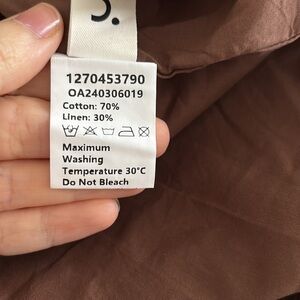 J.
1270453790
OA240306019
Cotton: 70%
Linen: 30%
Maximum
Washing
Temperature 30°C
Do Not Bleach